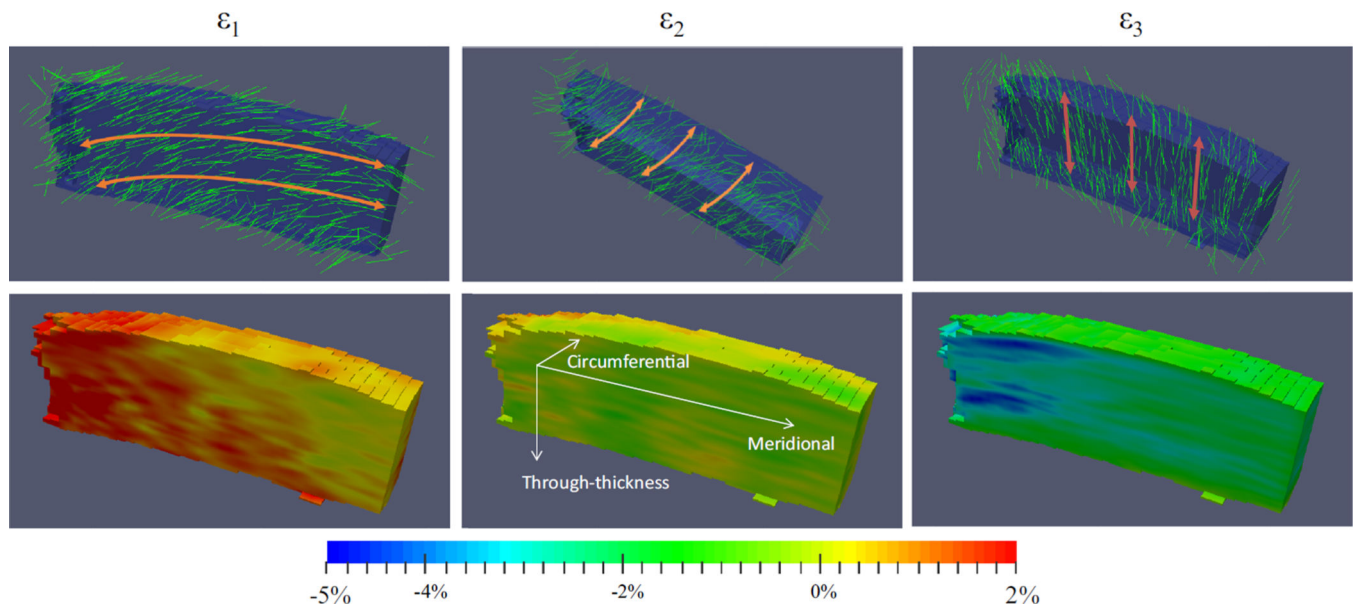 ε1 ε2 ε3
Circumferential
Meridional
Through-thickness
-5% -4% -2% 0% 2%